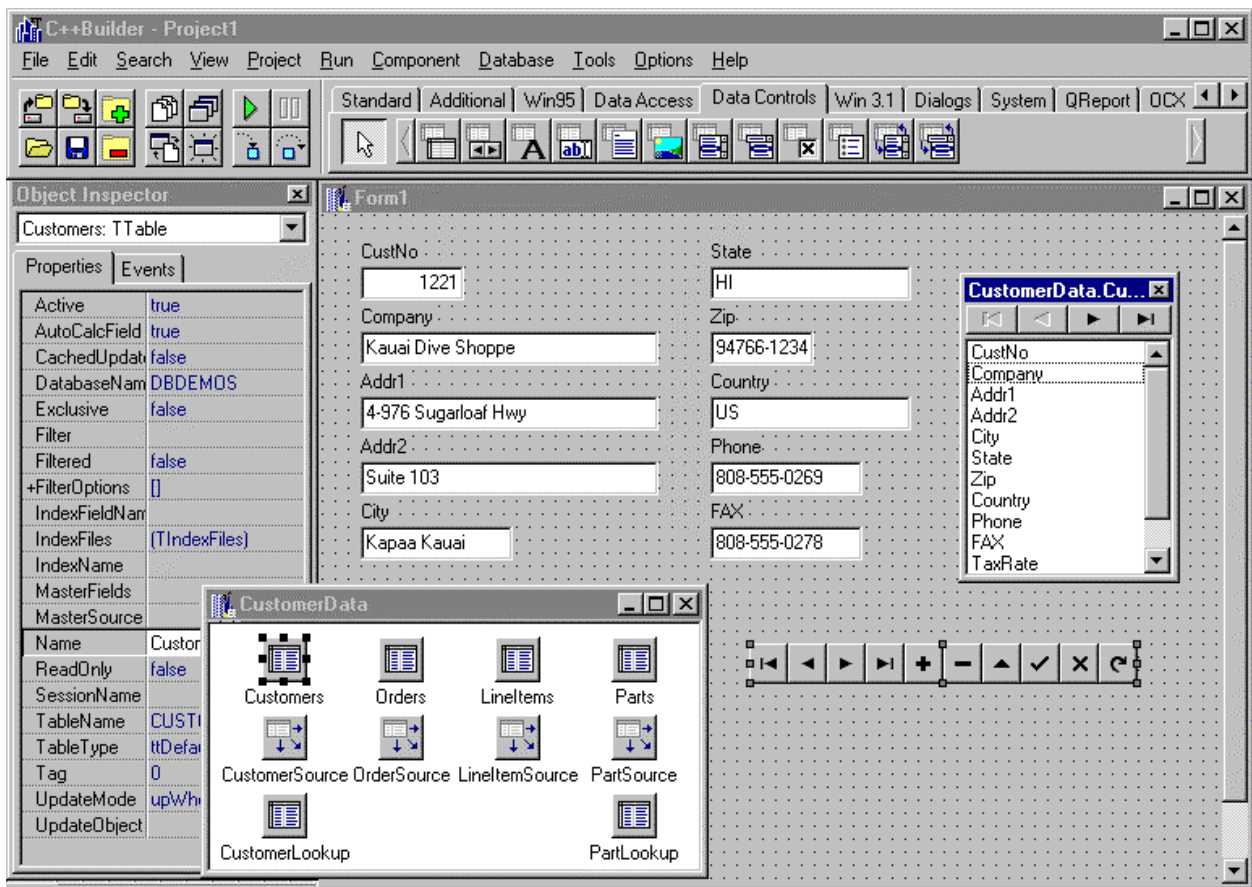 C++Builder - Project1
File Edit Search View Project Run Component Database Tools Options Help
Standard Additional Win95 Data Access Data Controls Win 3.1 Dialogs System QReport OCX
A
ab
Object Inspector
Customers: TTable
Properties Events
Active true
AutoCalcField true
CachedUpdat false
DatabaseNam DBDEMOS
Exclusive false
Filter
Filtered false
+FilterOptions []
IndexFieldNam
IndexFiles (TIndexFiles)
IndexName
MasterFields
MasterSource
Name Custor
ReadOnly false
SessionName
TableName CUST
TableType ttDefa
Tag 0
UpdateMode upWh
UpdateObject
Form1
CustNo
1221
Company
Kauai Dive Shoppe
Addr1
4-976 Sugarloaf Hwy
Addr2
Suite 103
City
Kapaa Kauai
State
HI
Zip
94766-1234
Country
US
Phone
808-555-0269
FAX
808-555-0278
CustomerData.Cu...
CustNo
Company
Addr1
Addr2
City
State
Zip
Country
Phone
FAX
TaxRate
CustomerData
Customers Orders LineItems Parts
CustomerSource OrderSource LineItemSource PartSource
CustomerLookup PartLookup